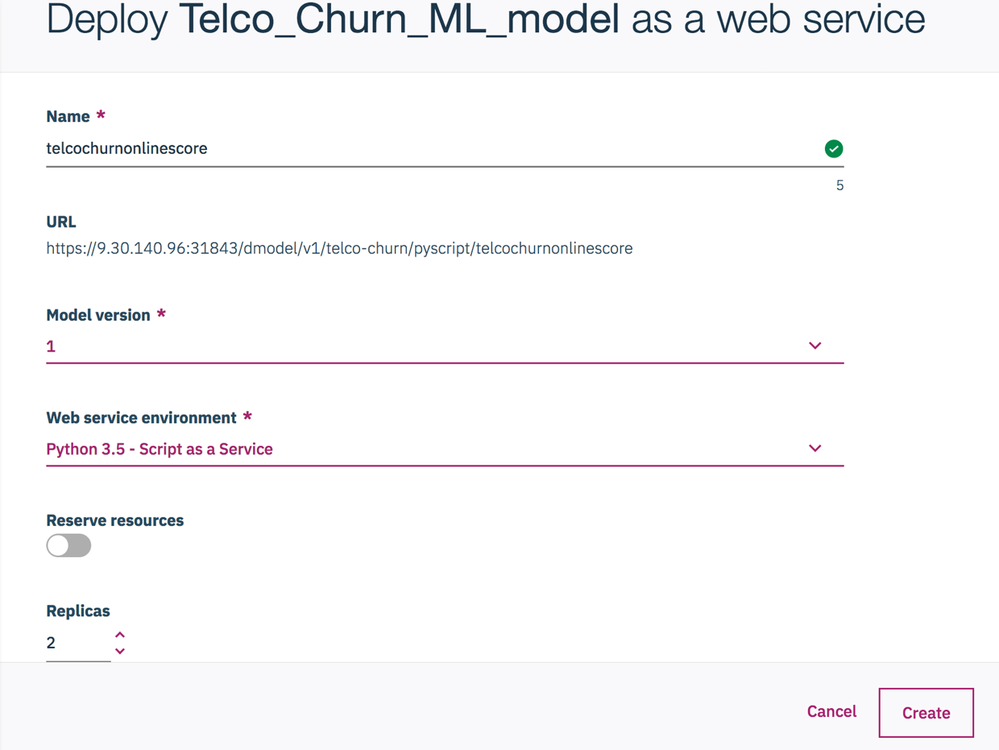 Deploy Telco_Churn_ML_model as a web service
Name *
telcochurnonlinescore
5
URL
https://9.30.140.96:31843/dmodel/v1/telco-churn/pyscript/telcochurnonlinescore
Model version *
1
Web service environment *
Python 3.5 - Script as a Service
Reserve resources
Replicas
2
Cancel
Create